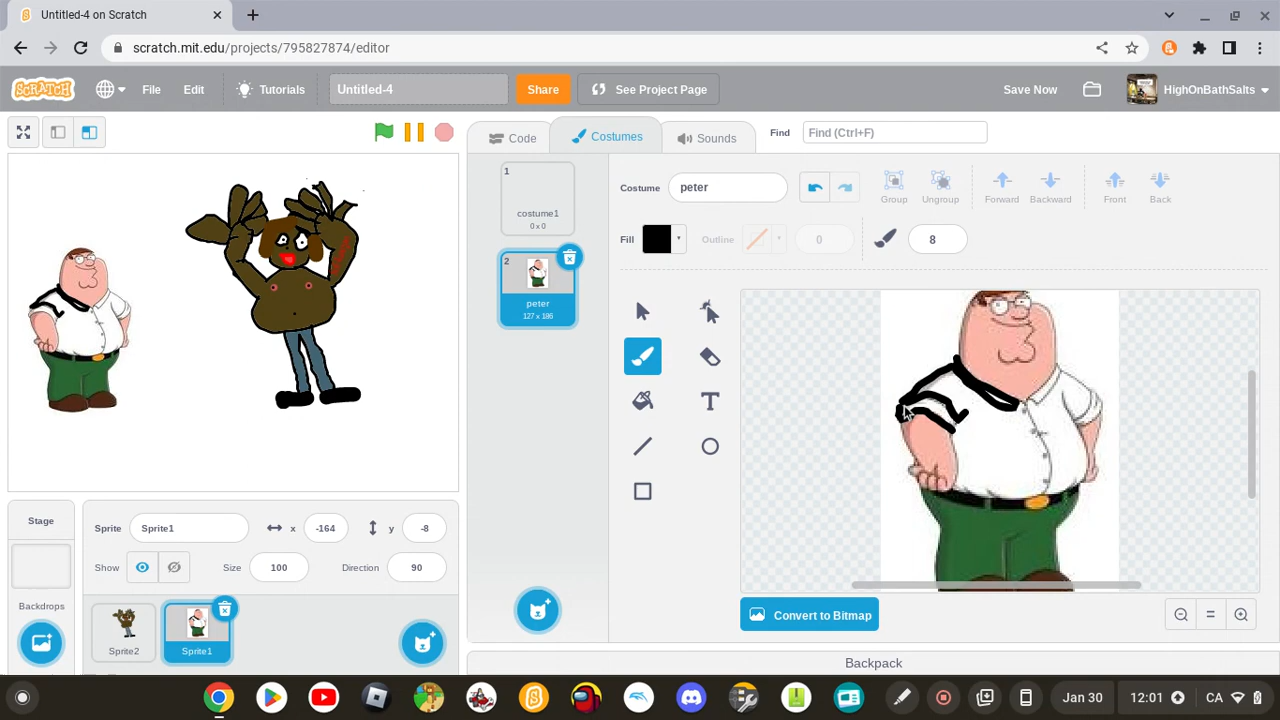 Untitled-4 on Scratch
scratch.mit.edu/projects/795827874/editor
SCRATCH
File
Edit
Tutorials
Untitled-4
Share
See Project Page
Save Now
HighOnBathSalts
Code
Costumes
Sounds
Find
Find (Ctrl+F)
1
costume1
0 x 0
2
peter
127 x 186
Costume
peter
Group
Ungroup
Forward
Backward
Front
Back
Fill
Outline
0
8
T
Convert to Bitmap
Backpack
Stage
Backdrops
Sprite
Sprite1
x
-164
y
-8
Show
Size
100
Direction
90
Sprite2
Sprite1
Jan 30
12:01
CA